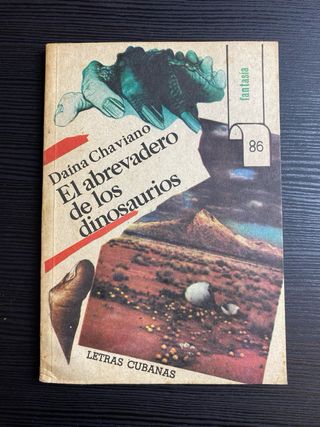 fantasía
86
Daína Chaviano
El abrevadero
de los
dinosaurios
LETRAS CUBANAS